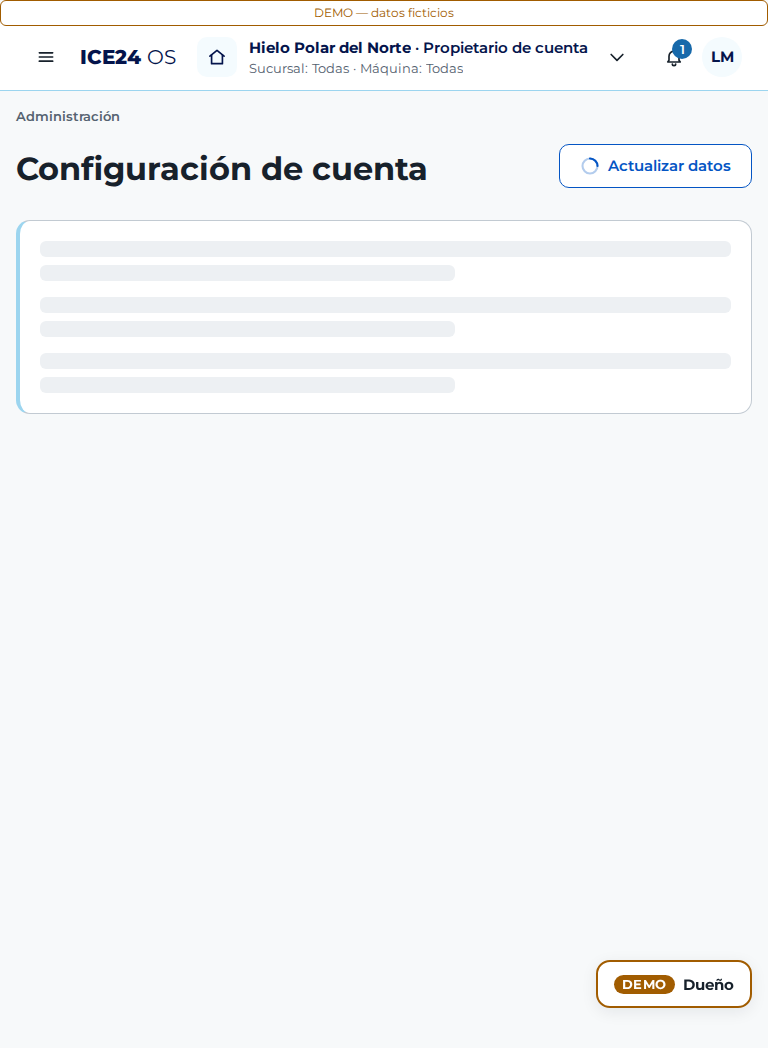 DEMO — datos ficticios
ICE24 OS
Hielo Polar del Norte · Propietario de cuenta
Sucursal: Todas · Máquina: Todas
1
LM
Administración
Configuración de cuenta
Actualizar datos
DEMO Dueño